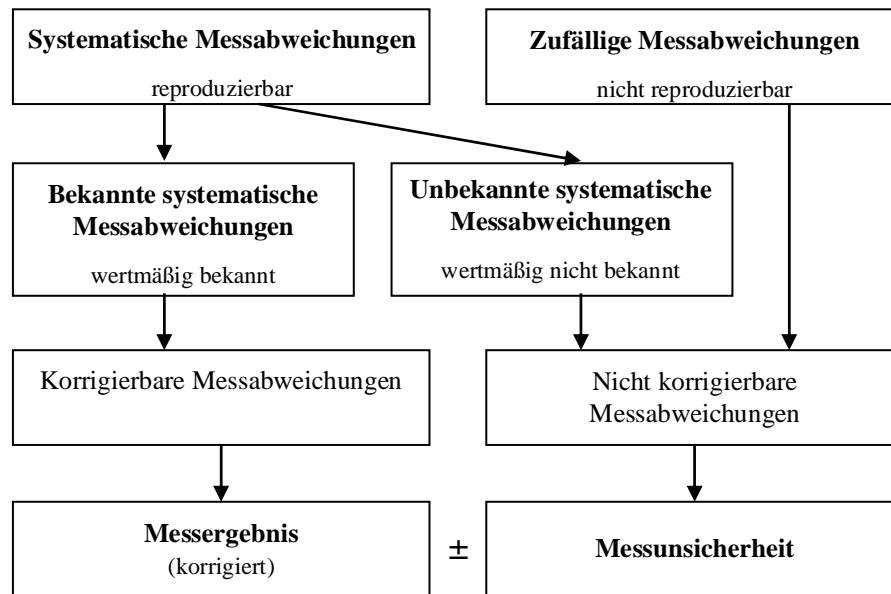 Systematische Messabweichungen
reproduzierbar
Zufällige Messabweichungen
nicht reproduzierbar
Bekannte systematische
Messabweichungen
wertmäßig bekannt
Unbekannte systematische
Messabweichungen
wertmäßig nicht bekannt
Korrigierbare Messabweichungen
Nicht korrigierbare
Messabweichungen
Messergebnis
(korrigiert)
±
Messunsicherheit